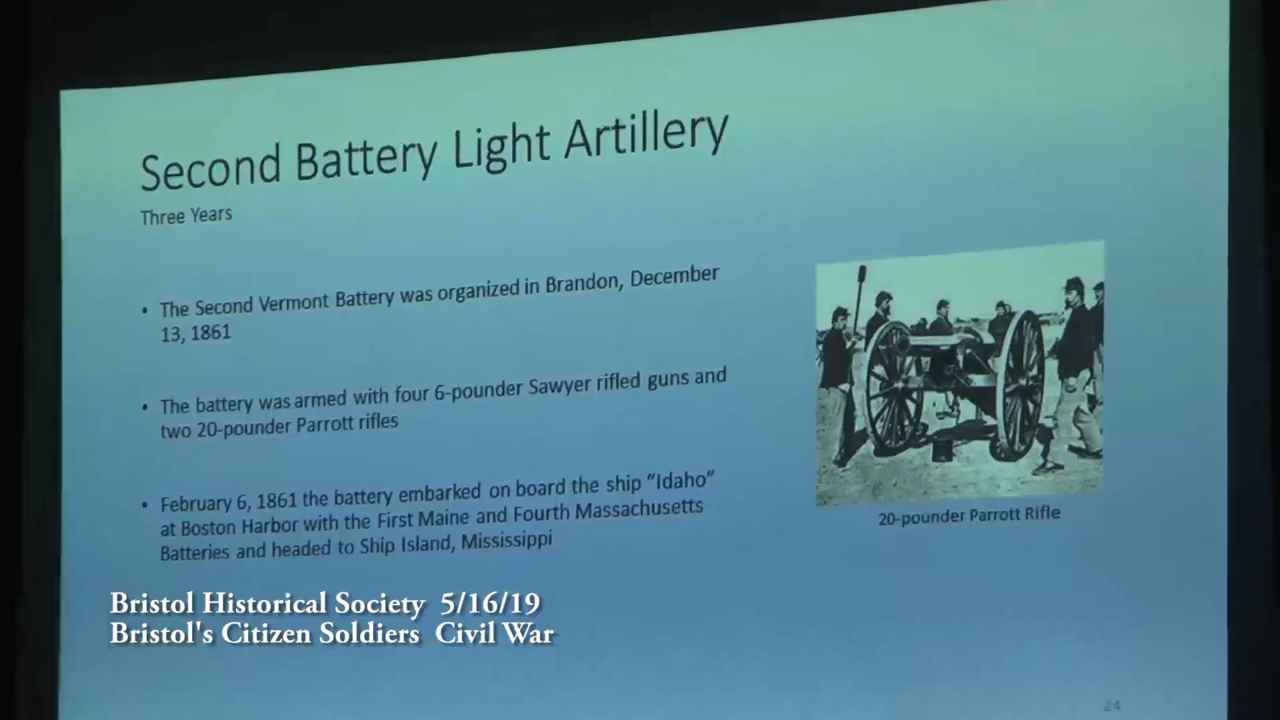 Second Battery Light Artillery
Three Years
• The Second Vermont Battery was organized in Brandon, December
13, 1861
• The battery was armed with four 6-pounder Sawyer rifled guns and
two 20-pounder Parrott rifles
• February 6, 1861 the battery embarked on board the ship “Idaho”
at Boston Harbor with the First Maine and Fourth Massachusetts
Batteries and headed to Ship Island, Mississippi
20-pounder Parrott Rifle
Bristol Historical Society 5/16/19
Bristol's Citizen Soldiers Civil War
24